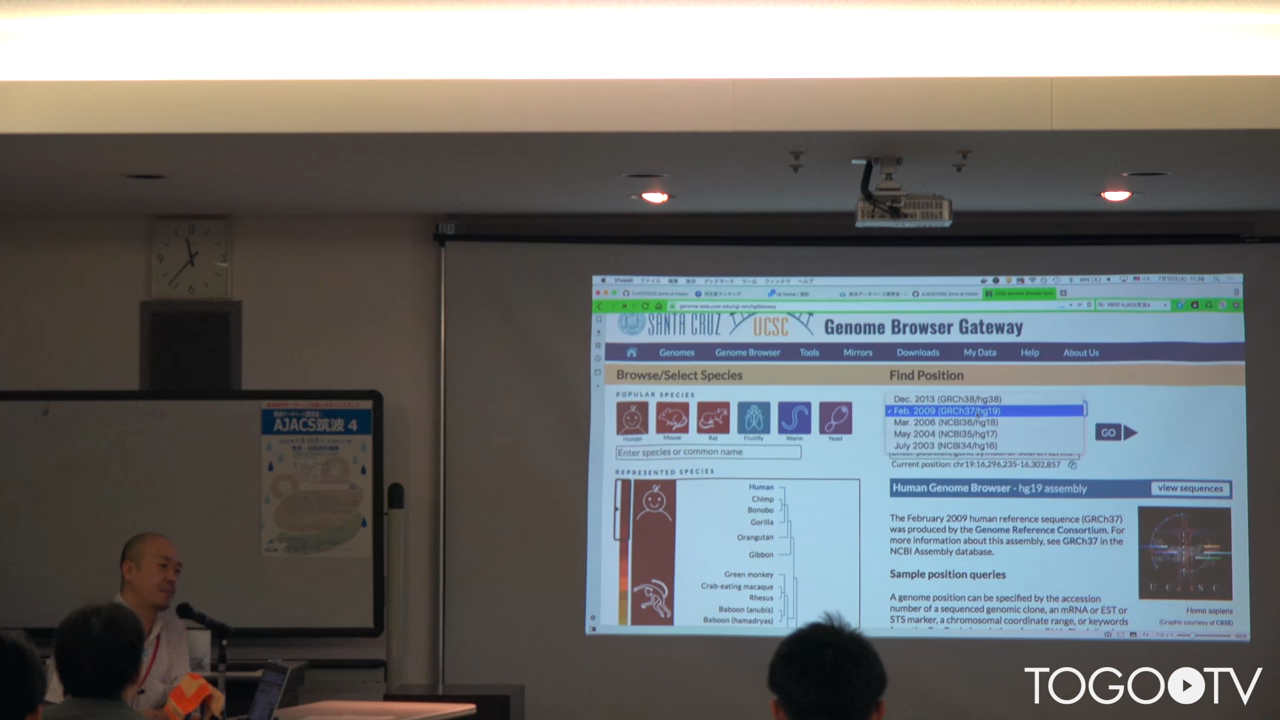 AJACS筑波 4
SANTA CRUZ UCSC Genome Browser Gateway
Genomes Genome Browser Tools Mirrors Downloads My Data Help About Us
Browse/Select Species
POPULAR SPECIES
Human Mouse Rat Fruitfly Worm Yeast
Enter species or common name
REPRESENTED SPECIES
Human
Chimp
Bonobo
Gorilla
Orangutan
Gibbon
Green monkey
Crab-eating macaque
Rhesus
Baboon (anubis)
Baboon (hamadryas)
Find Position
Dec. 2013 (GRCh38/hg38)
Feb. 2009 (GRCh37/hg19)
Mar. 2006 (NCBI36/hg18)
May 2004 (NCBI35/hg17)
July 2003 (NCBI34/hg16)
GO
Current position: chr19:16,296,235-16,302,857
Human Genome Browser - hg19 assembly
view sequences
The February 2009 human reference sequence (GRCh37)
was produced by the Genome Reference Consortium. For
more information about this assembly, see GRCh37 in the
NCBI Assembly database.
Sample position queries
A genome position can be specified by the accession
number of a sequenced genomic clone, an mRNA or EST or
STS marker, a chromosomal coordinate range, or keywords
UCSC
Homo sapiens
(Graphic courtesy of CBSE)
TOGOTV